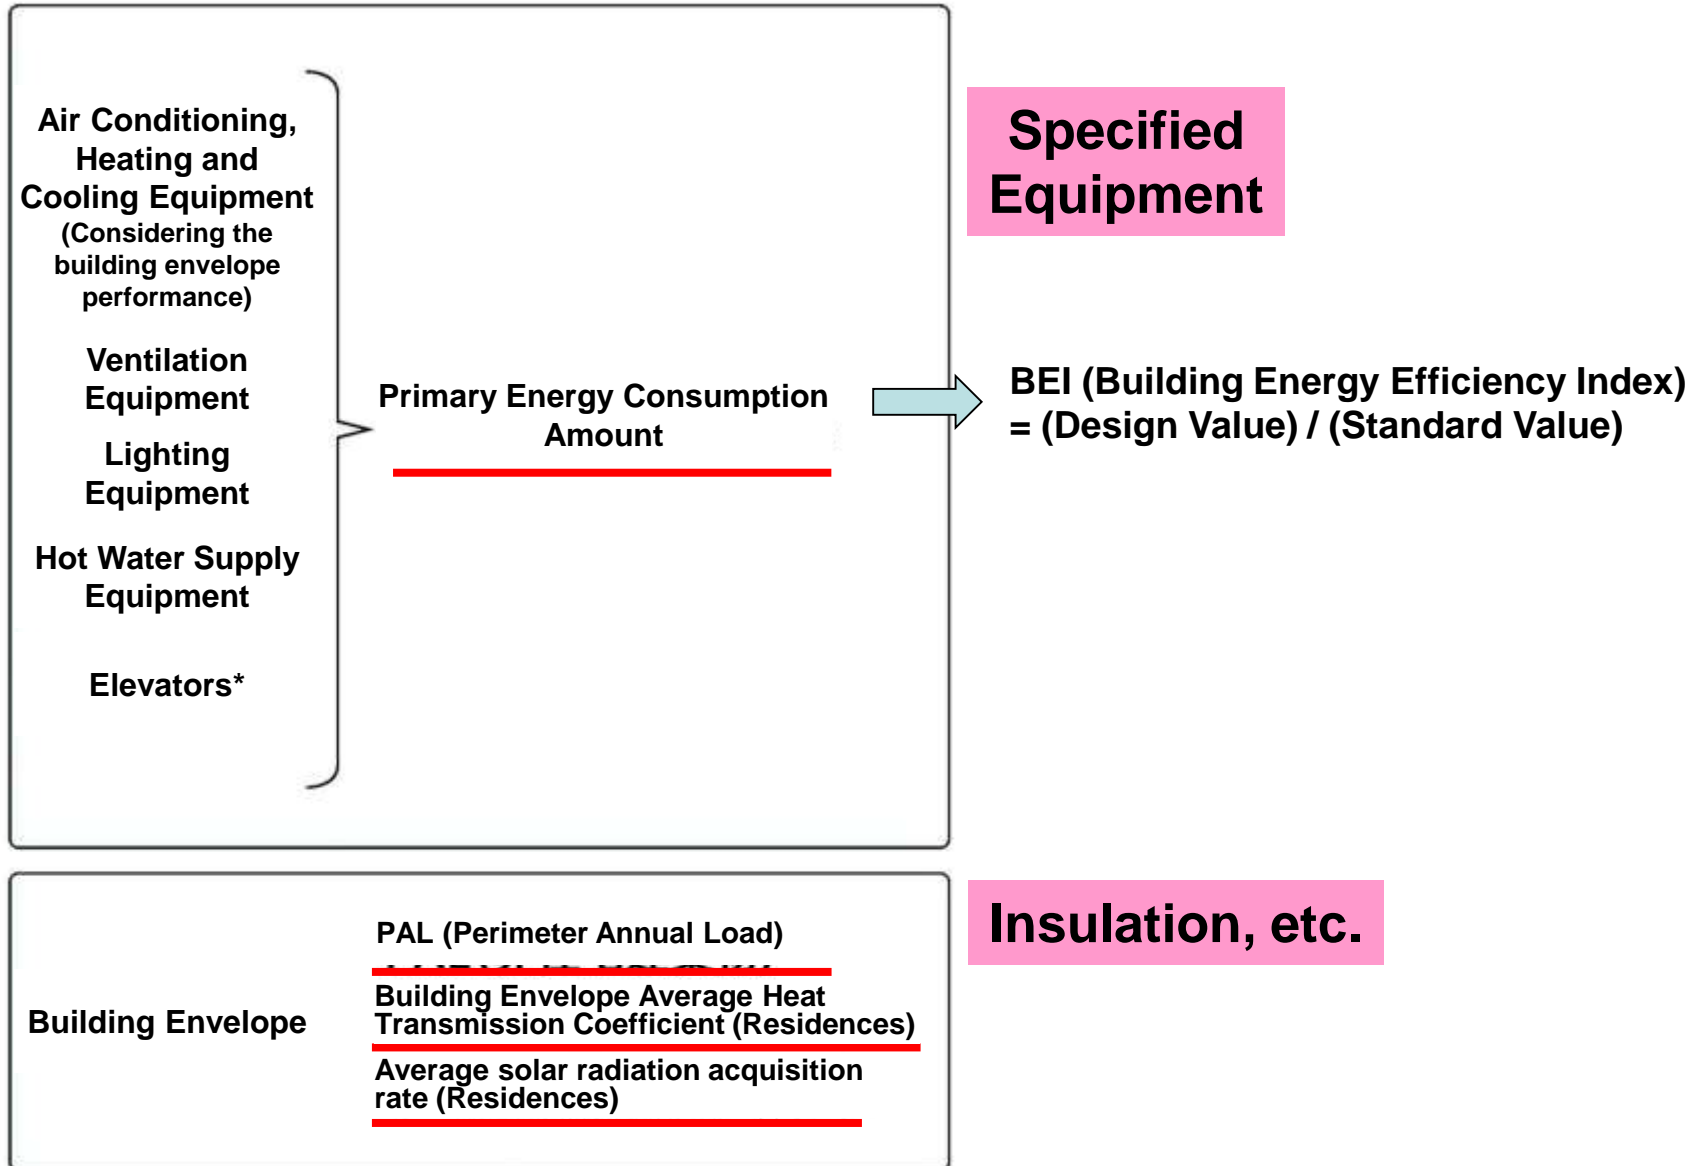 Air Conditioning,
Heating and
Cooling Equipment
(Considering the
building envelope
performance)
Ventilation
Equipment
Lighting
Equipment
Hot Water Supply
Equipment
Elevators*
Primary Energy Consumption
Amount
Specified
Equipment
BEI (Building Energy Efficiency Index)
= (Design Value) / (Standard Value)
Building Envelope
PAL (Perimeter Annual Load)
Building Envelope Average Heat
Transmission Coefficient (Residences)
Average solar radiation acquisition
rate (Residences)
Insulation, etc.